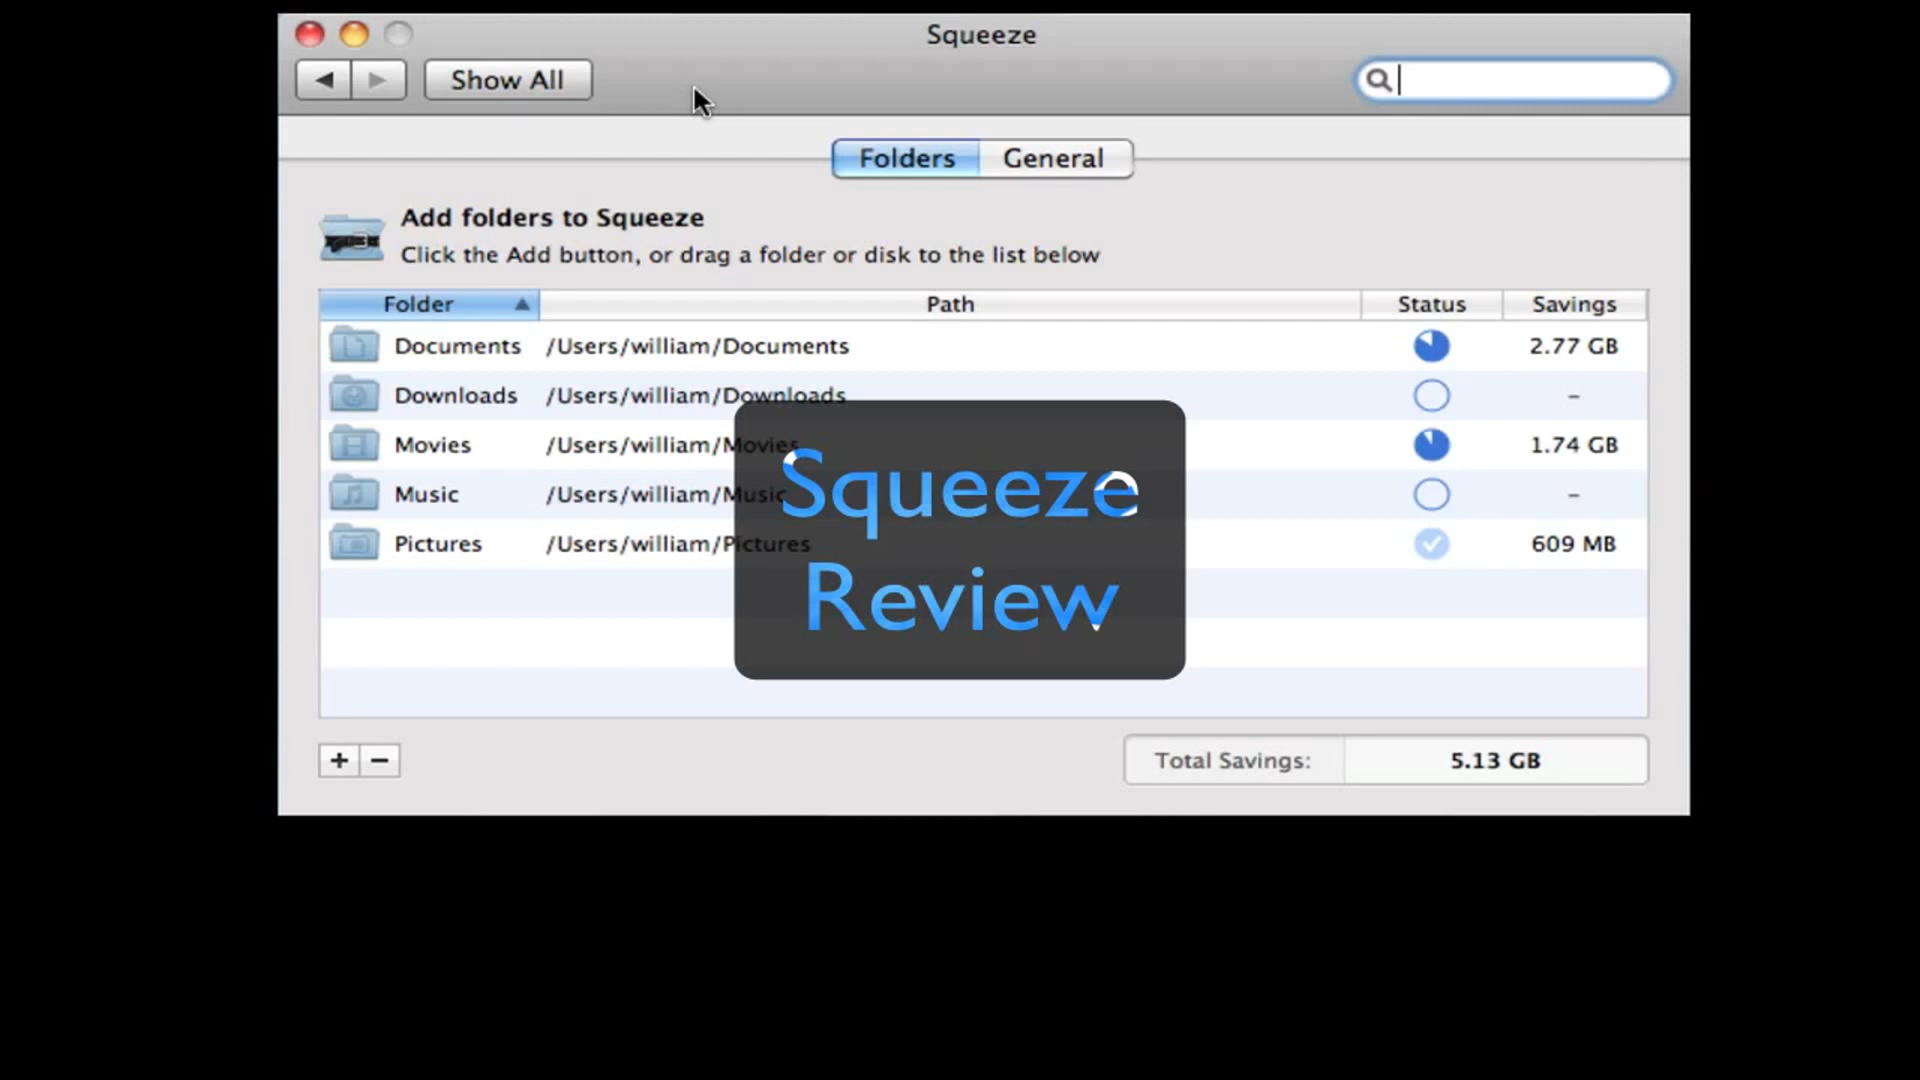 Squeeze
Show All
Folders General
Add folders to Squeeze
Click the Add button, or drag a folder or disk to the list below
Folder Path Status Savings
Documents /Users/william/Documents 2.77 GB
Downloads /Users/william/Downloads –
Movies /Users/william/Movies 1.74 GB
Music /Users/william/Music –
Pictures /Users/william/Pictures 609 MB
Squeeze
Review
+ −
Total Savings: 5.13 GB